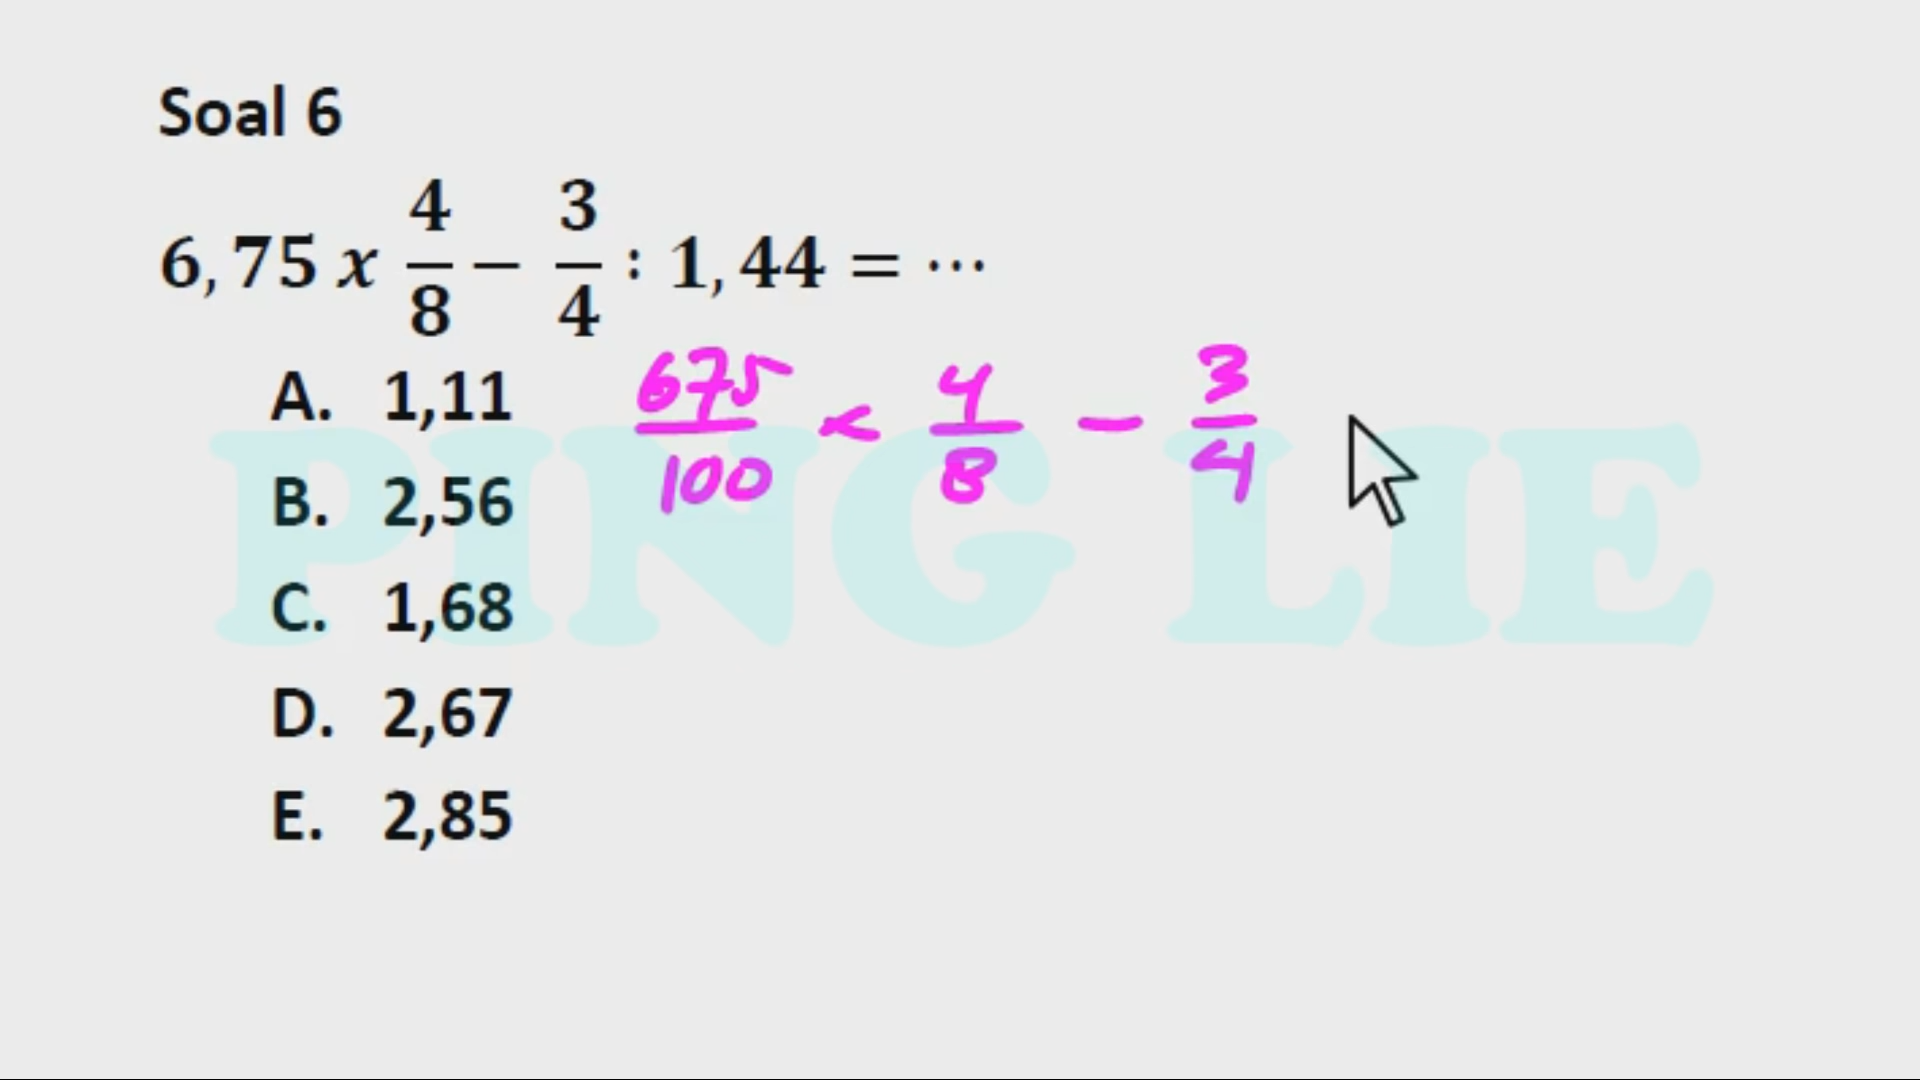 Soal 6
6,75 x 4/8 − 3/4 : 1,44 = ⋯
A. 1,11
675/100 × 4/8 − 3/4
B. 2,56
PING LIE
C. 1,68
D. 2,67
E. 2,85